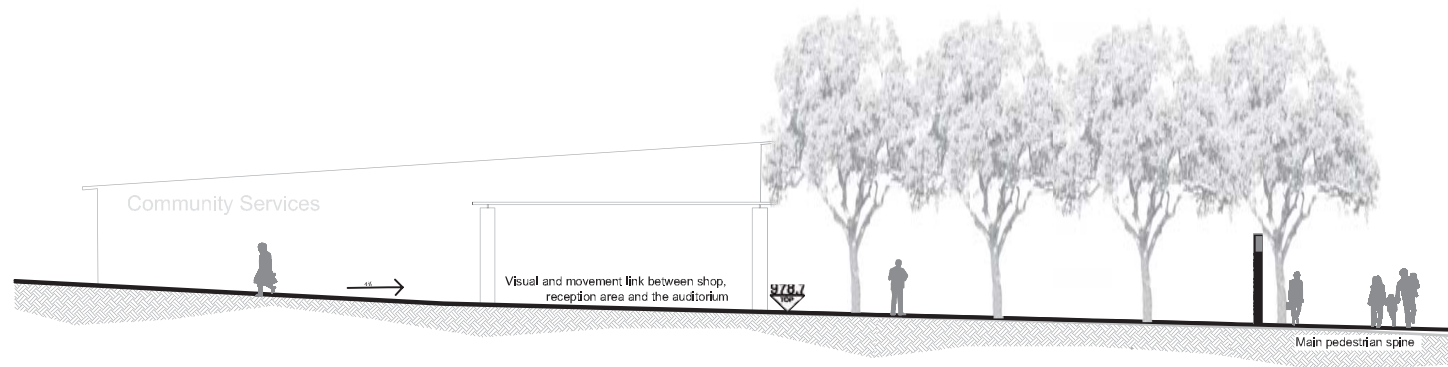 Community Services
Visual and movement link between shop,
reception area and the auditorium
978.7
TOP
Main pedestrian spine